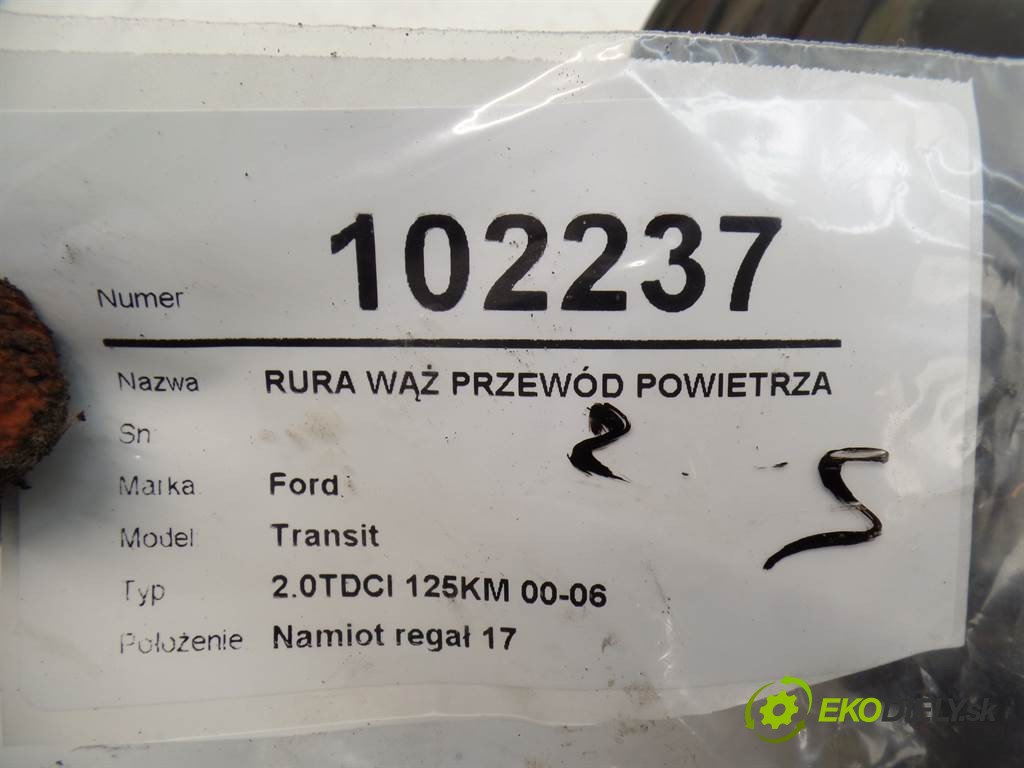 Numer 102237
Nazwa RURA WĄŻ PRZEWÓD POWIETRZA
Sn
2 5
Marka Ford
Model Transit
Typ 2.0TDCI 125KM 00-06
Położenie Namiot regał 17
EKODIELY.sk